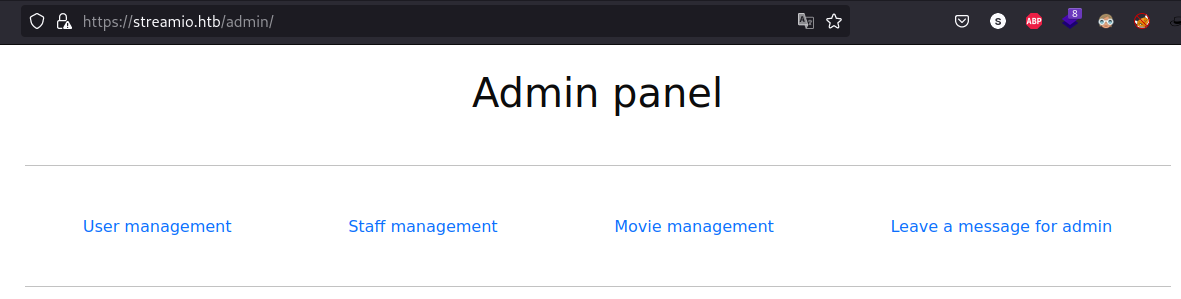 https://streamio.htb/admin/
S ABP 8
Admin panel
User management Staff management Movie management Leave a message for admin